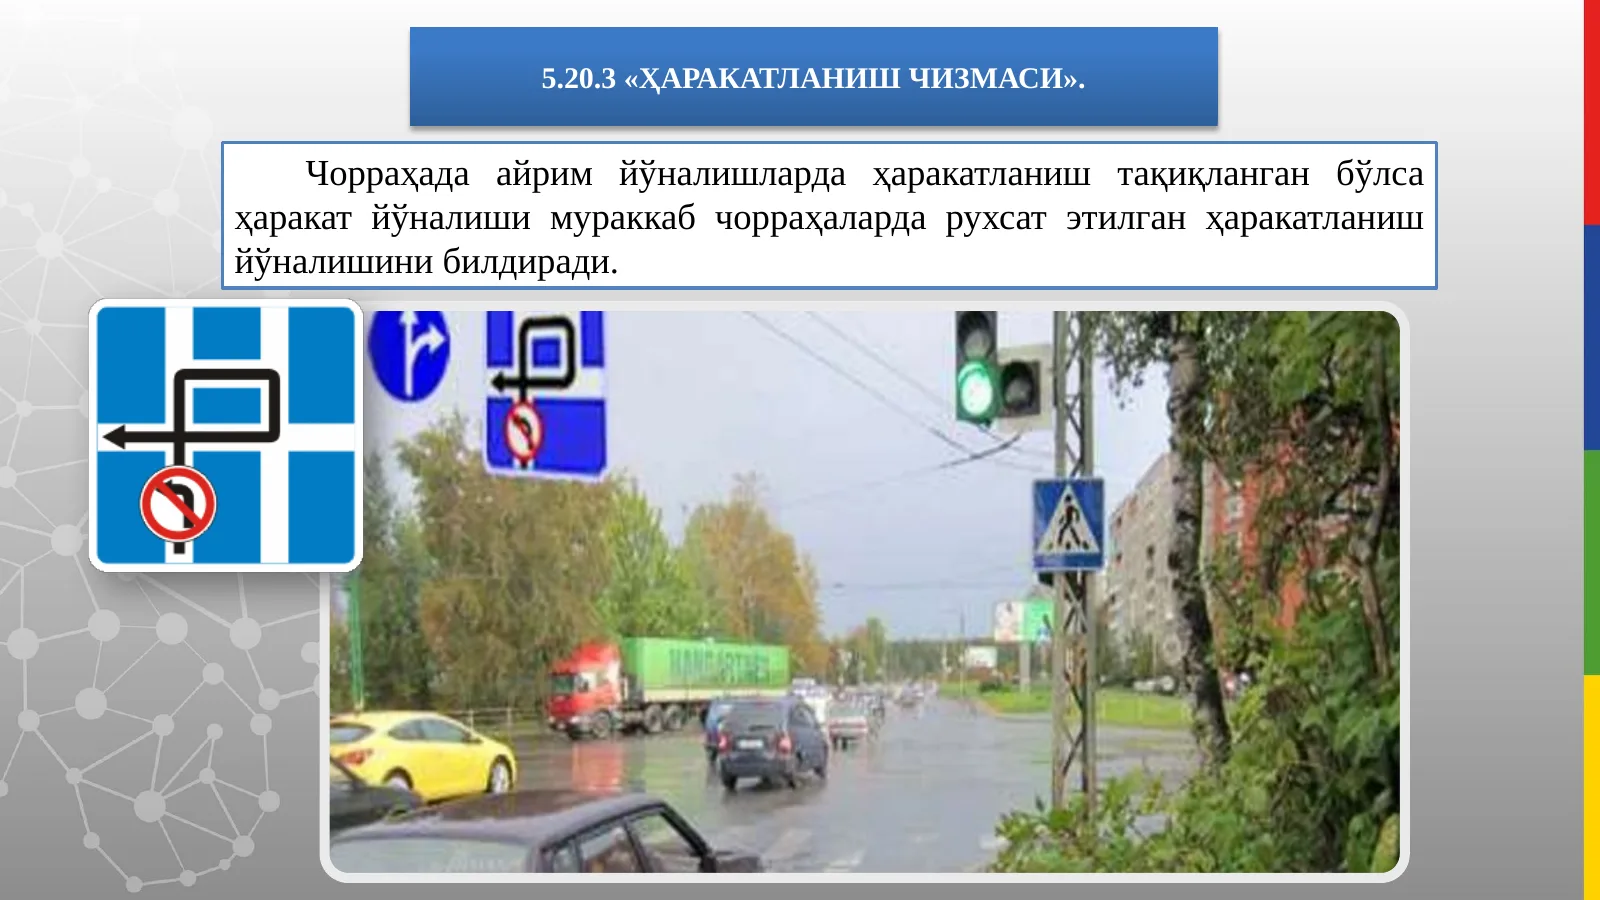 5.20.3 «ҲАРАКАТЛАНИШ ЧИЗМАСИ».
Чорраҳада айрим йўналишларда ҳаракатланиш тақиқланган бўлса
ҳаракат йўналиши мураккаб чорраҳаларда рухсат этилган ҳаракатланиш
йўналишини билдиради.